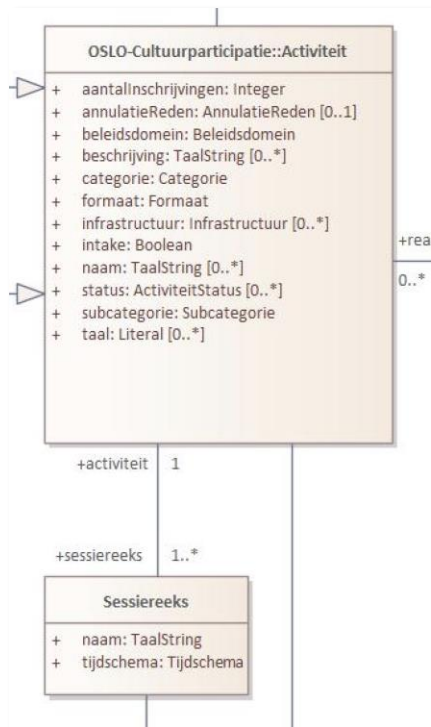 OSLO-Cultuurparticipatie::Activiteit
+ aantalInschrijvingen: Integer
+ annulatieReden: AnnulatieReden [0..1]
+ beleidsdomein: Beleidsdomein
+ beschrijving: TaalString [0..*]
+ categorie: Categorie
+ formaat: Formaat
+ infrastructuur: Infrastructuur [0..*]
+ intake: Boolean
+ naam: TaalString [0..*]
+ status: ActiviteitStatus [0..*]
+ subcategorie: Subcategorie
+ taal: Literal [0..*]
+rea
0..*
+activiteit 1
+sessiereeks 1..*
Sessiereeks
+ naam: TaalString
+ tijdschema: Tijdschema